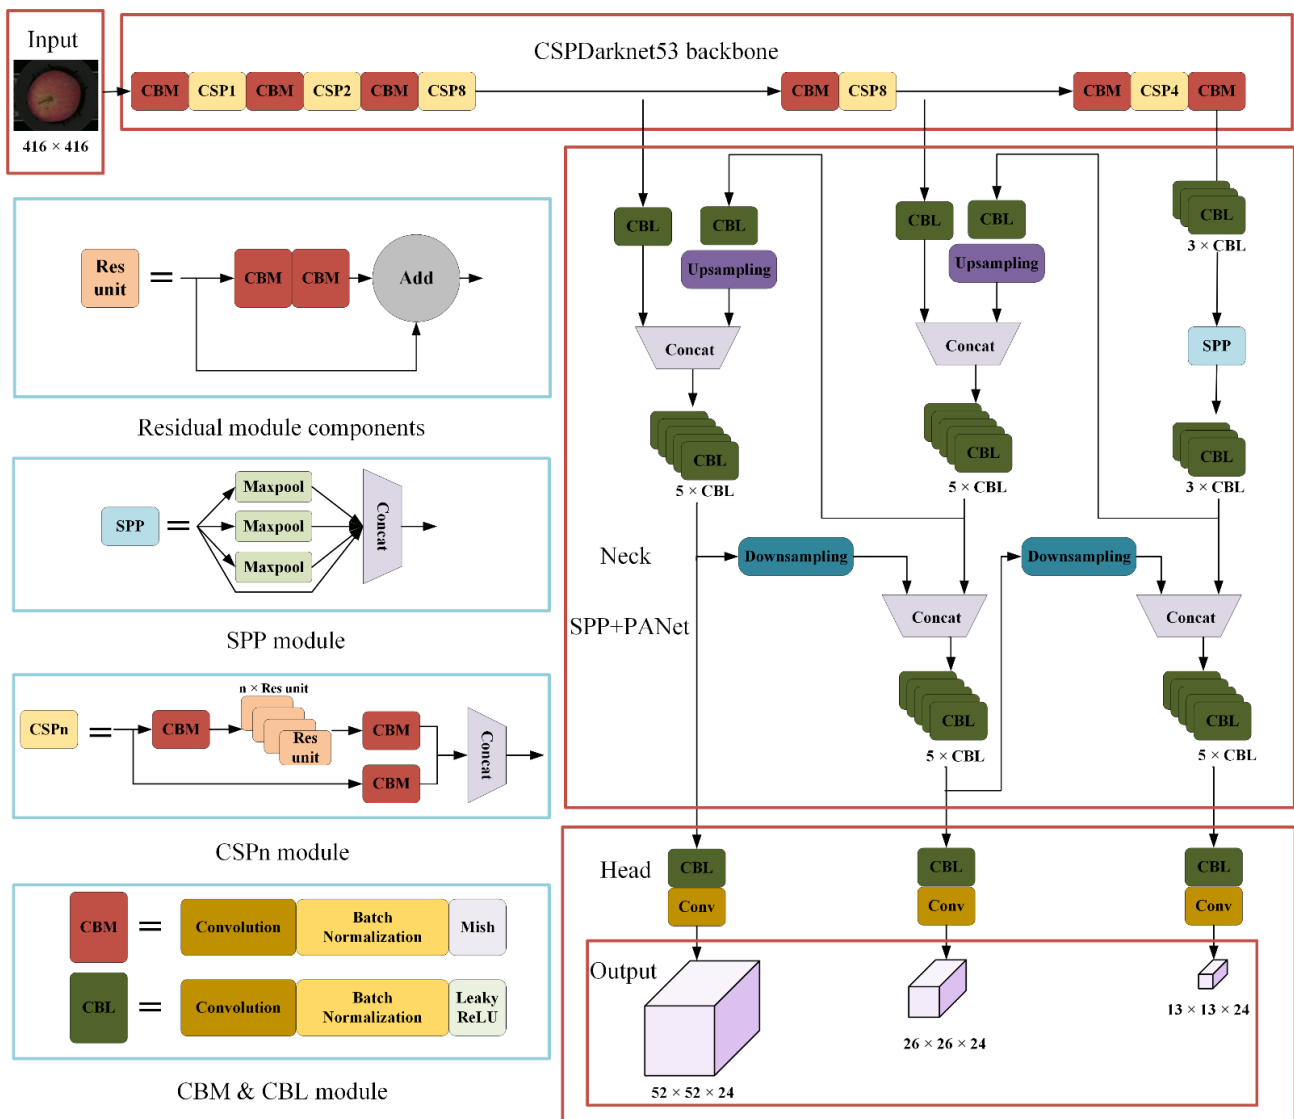 Input
416 × 416
CSPDarknet53 backbone
CBM CSP1 CBM CSP2 CBM CSP8 CBM CSP8 CBM CSP4 CBM
Res
unit
=
CBM CBM
Add
Residual module components
SPP
=
Maxpool
Maxpool
Maxpool
Concat
SPP module
CSPn
=
CBM
n × Res unit
Res
unit
CBM
CBM
Concat
CSPn module
CBM
=
Convolution
Batch
Normalization
Mish
CBL
=
Convolution
Batch
Normalization
Leaky
ReLU
CBM & CBL module
CBL
CBL
Upsampling
Concat
CBL
5 × CBL
CBL
CBL
Upsampling
Concat
CBL
5 × CBL
CBL
3 × CBL
SPP
CBL
3 × CBL
Neck
SPP+PANet
Downsampling
Concat
CBL
5 × CBL
Downsampling
Concat
CBL
5 × CBL
Head
CBL
Conv
CBL
Conv
CBL
Conv
Output
52 × 52 × 24
26 × 26 × 24
13 × 13 × 24